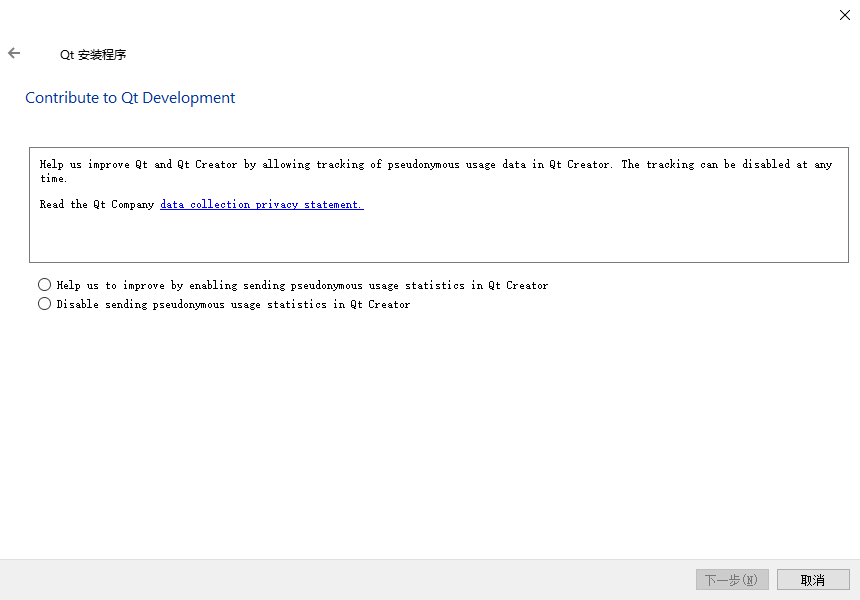 Qt 安装程序
Contribute to Qt Development
Help us improve Qt and Qt Creator by allowing tracking of pseudonymous usage data in Qt Creator. The tracking can be disabled at any
time.
Read the Qt Company data collection privacy statement.
Help us to improve by enabling sending pseudonymous usage statistics in Qt Creator
Disable sending pseudonymous usage statistics in Qt Creator
下一步(N) 取消